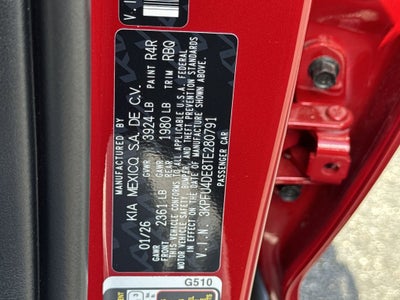 MANUFACTURED BY
KIA MEXICO, S.A. DE C.V.
01/26 GVWR 3924 LB PAINT R4R
GAWR FRONT 2361 LB GAWR REAR 1980 LB TRIM RBQ
THIS VEHICLE CONFORMS TO ALL APPLICABLE U.S.A. FEDERAL
MOTOR VEHICLE SAFETY, BUMPER, AND THEFT PREVENTION STANDARDS
IN EFFECT ON THE DATE OF MANUFACTURE SHOWN ABOVE.
V.I.N. 3KPFU4DE8TE280791
PASSENGER CAR
G510